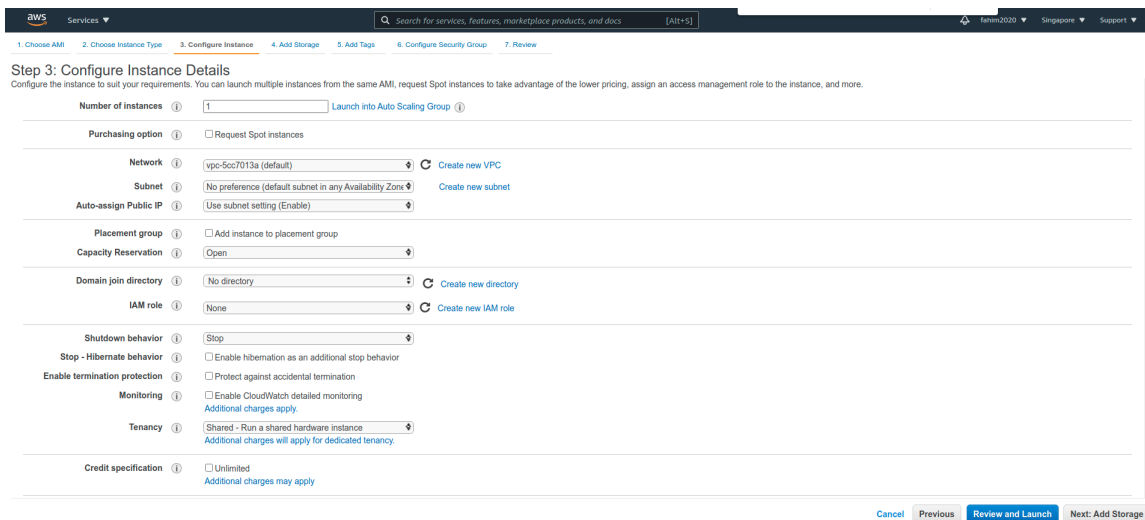 aws Services ▼ Search for services, features, marketplace products, and docs [Alt+S] fahim2020 ▼ Singapore ▼ Support ▼
1. Choose AMI 2. Choose Instance Type 3. Configure Instance 4. Add Storage 5. Add Tags 6. Configure Security Group 7. Review
Step 3: Configure Instance Details
Configure the instance to suit your requirements. You can launch multiple instances from the same AMI, request Spot instances to take advantage of the lower pricing, assign an access management role to the instance, and more.
Number of instances i 1 Launch into Auto Scaling Group i
Purchasing option i Request Spot instances
Network i vpc-5cc7013a (default) Create new VPC
Subnet i No preference (default subnet in any Availability Zone Create new subnet
Auto-assign Public IP i Use subnet setting (Enable)
Placement group i Add instance to placement group
Capacity Reservation i Open
Domain join directory i No directory Create new directory
IAM role i None Create new IAM role
Shutdown behavior i Stop
Stop - Hibernate behavior i Enable hibernation as an additional stop behavior
Enable termination protection i Protect against accidental termination
Monitoring i Enable CloudWatch detailed monitoring
Additional charges apply.
Tenancy i Shared - Run a shared hardware instance
Additional charges will apply for dedicated tenancy.
Credit specification i Unlimited
Additional charges may apply
Cancel Previous Review and Launch Next: Add Storage